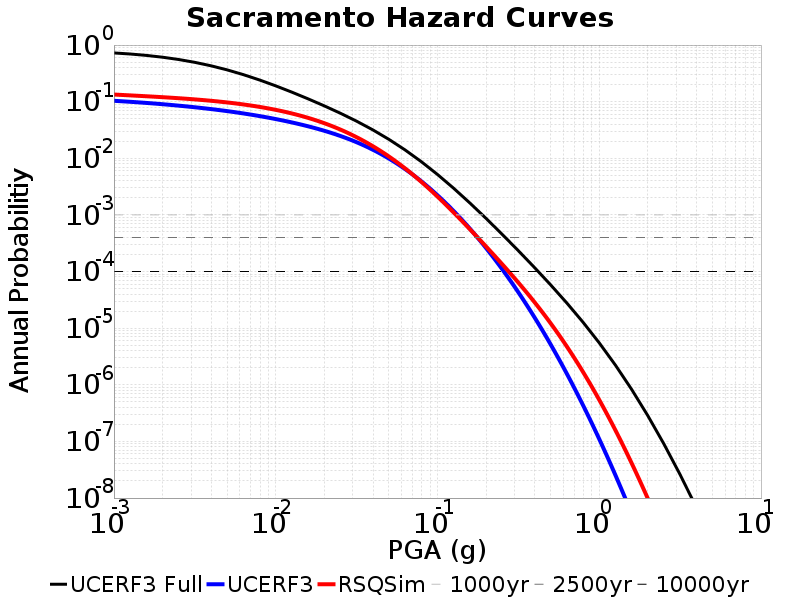 Sacramento Hazard Curves
10^0
10^-1
10^-2
10^-3
10^-4
10^-5
10^-6
10^-7
10^-8
Annual Probabilitiy
10^-3 10^-2 10^-1 10^0 10^1
PGA (g)
UCERF3 Full UCERF3 RSQSim 1000yr 2500yr 10000yr